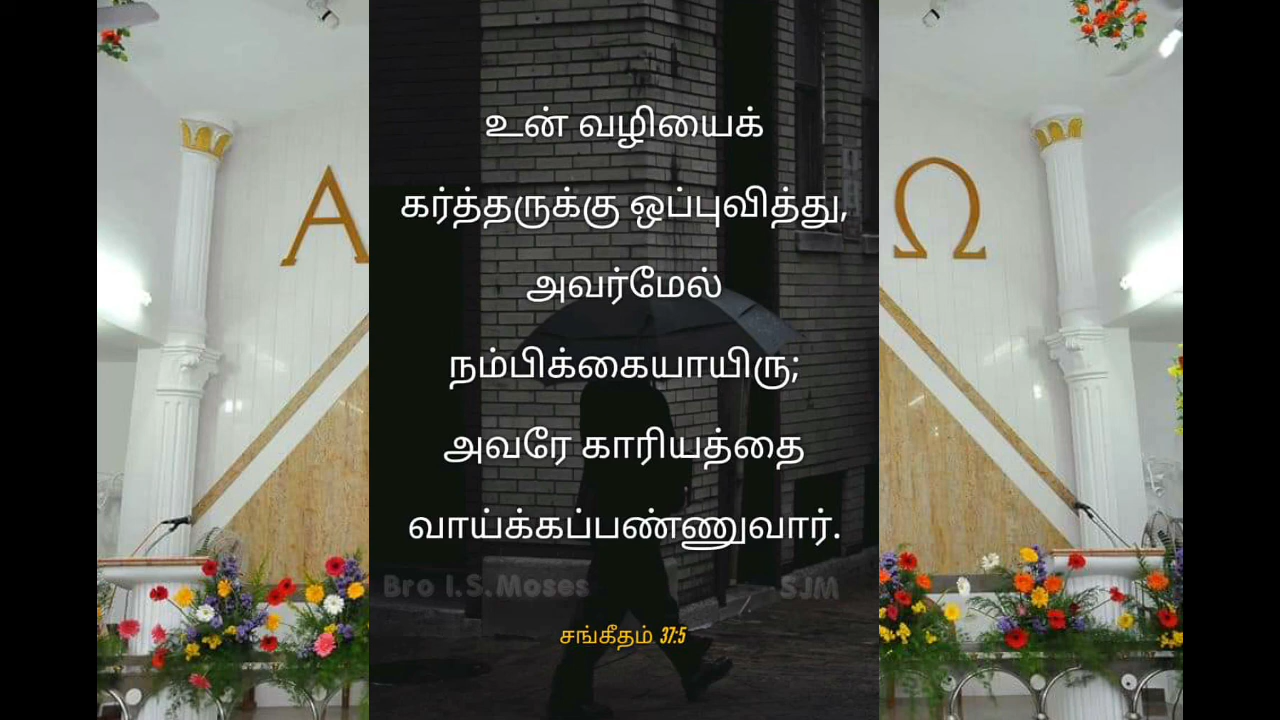 உன் வழியைக்
கர்த்தருக்கு ஒப்புவித்து,
அவர்மேல்
நம்பிக்கையாயிரு;
அவரே காரியத்தை
வாய்க்கப்பண்ணுவார்.
Bro I.S.Moses SJM
சங்கீதம் 37:5
Α Ω